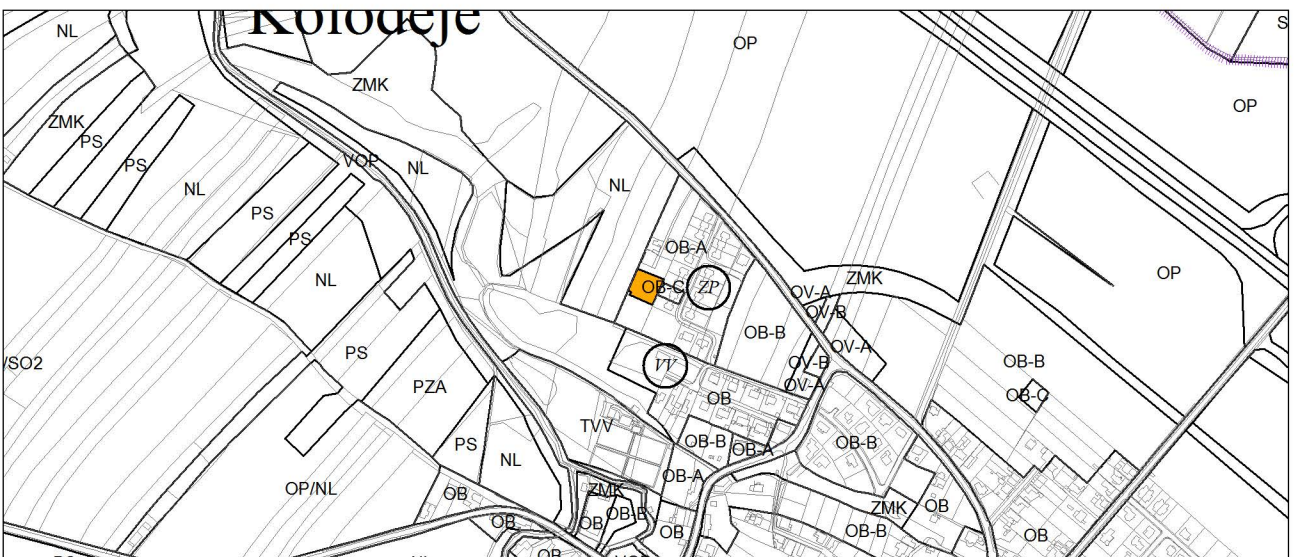 Koloděje
NL
OP
S
ZMK
OP
ZMK
PS
PS
VOP
NL
NL
NL
PS
PS
OB-A
NL
OB-C
ZP
OV-A
ZMK
OP
OV-B
OB-B
OV-A
/SO2
PS
VV
OV-B
OB-B
OV-A
PZA
OB
OB-C
TVV
PS
OB-B
OB-A
OB-B
NL
OB-A
OP/NL
OB
ZMK
OB-B
ZMK
OB
OB
OB
OB
OB-B
OB
OB